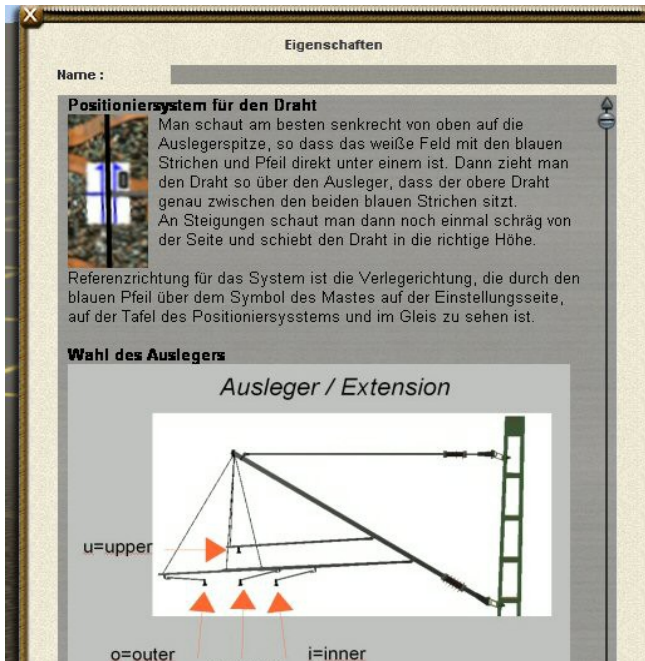 X
Eigenschaften
Name :
Positioniersystem für den Draht
Man schaut am besten senkrecht von oben auf die
Auslegerspitze, so dass das weiße Feld mit den blauen
Strichen und Pfeil direkt unter einem ist. Dann zieht man
den Draht so über den Ausleger, dass der obere Draht
genau zwischen den beiden blauen Strichen sitzt.
An Steigungen schaut man dann noch einmal schräg von
der Seite und schiebt den Draht in die richtige Höhe.
Referenzrichtung für das System ist die Verlegerichtung, die durch den
blauen Pfeil über dem Symbol des Mastes auf der Einstellungsseite,
auf der Tafel des Positioniersysstems und im Gleis zu sehen ist.
Wahl des Auslegers
Ausleger / Extension
u=upper
o=outer i=inner